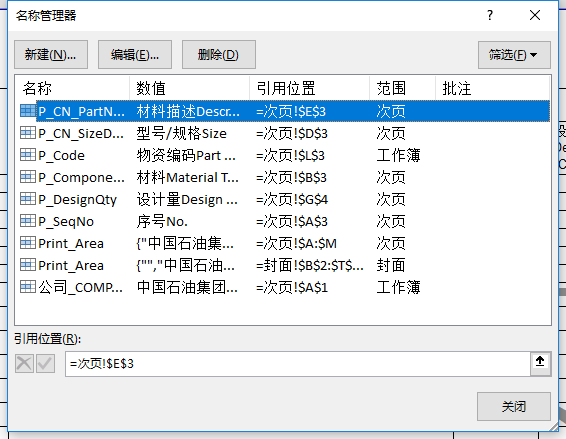 名称管理器
新建(N)... 编辑(E)... 删除(D) 筛选(F)
名称 数值 引用位置 范围 批注
P_CN_PartN... 材料描述Descr... =次页!$E$3 次页
P_CN_SizeD... 型号/规格Size =次页!$D$3 次页
P_Code 物资编码Part ... =次页!$L$3 工作簿
P_Compone... 材料Material T... =次页!$B$3 次页
P_DesignQty 设计量Design ... =次页!$G$4 次页
P_SeqNo 序号No. =次页!$A$3 次页
Print_Area {"中国石油集... =次页!$A:$M 次页
Print_Area {"","中国石油... =封面!$B$2:$T$... 封面
公司_COMP... 中国石油集团... =次页!$A$1 工作簿
引用位置(R):
=次页!$E$3
关闭